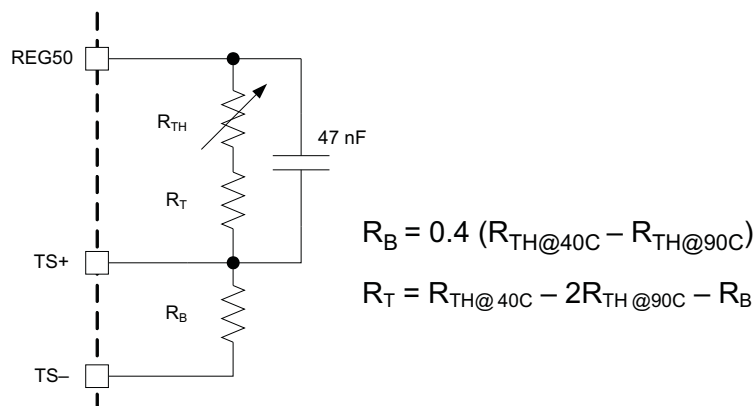 REG50
R_TH
47 nF
R_T
R_B = 0.4 (R_TH@40C – R_TH@90C)
TS+
R_T = R_TH@ 40C – 2R_TH @90C – R_B
R_B
TS–